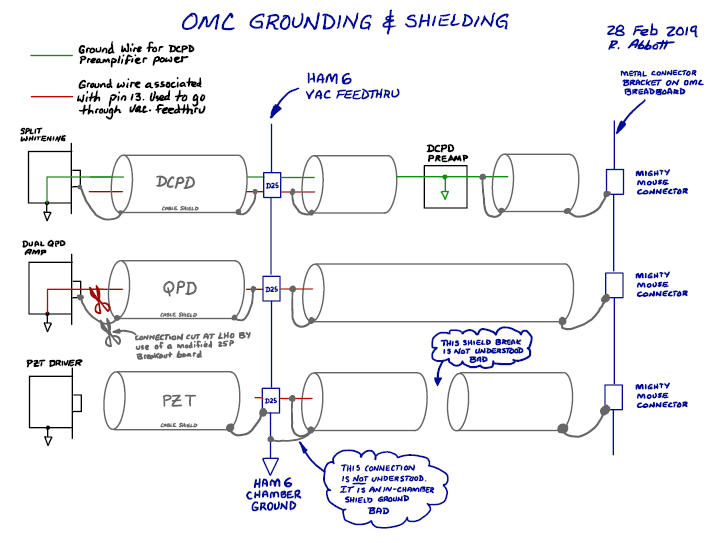 OMC GROUNDING & SHIELDING
28 Feb 2019
R. Abbott
Ground Wire for DCPD
Preamplifier power
Ground wire associated
with pin 13. Used to go
through vac. feedthru
HAM 6
VAC FEEDTHRU
METAL CONNECTOR
BRACKET ON OMC
BREADBOARD
SPLIT
WHITENING
DCPD
CABLE SHIELD
D25
DCPD
PREAMP
MIGHTY
MOUSE
CONNECTOR
DUAL QPD
AMP
QPD
CABLE SHIELD
D25
MIGHTY
MOUSE
CONNECTOR
CONNECTION CUT AT LHO BY
use of a modified 25P
Breakout board
THIS SHIELD BREAK
IS NOT UNDERSTOOD
BAD
PZT DRIVER
PZT
CABLE SHIELD
D25
MIGHTY
MOUSE
CONNECTOR
HAM 6
CHAMBER
GROUND
THIS CONNECTION
IS NOT UNDERSTOOD.
IT IS AN IN-CHAMBER
SHIELD GROUND
BAD